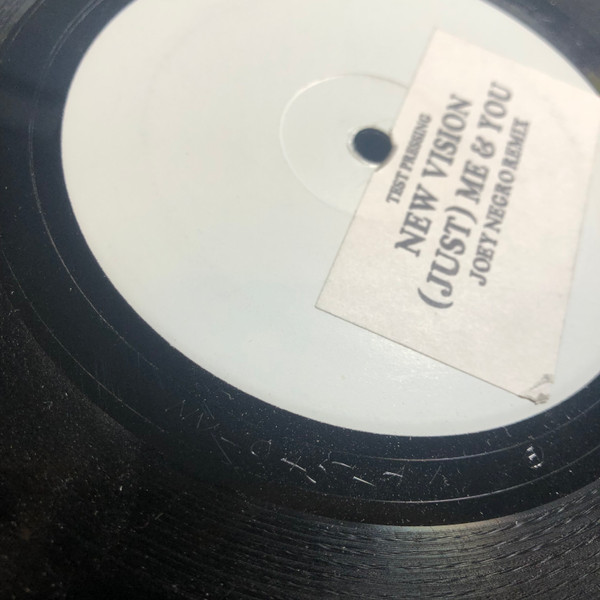 TEST PRESSING
NEW VISION
(JUST) ME & YOU
JOEY NEGRO REMIX